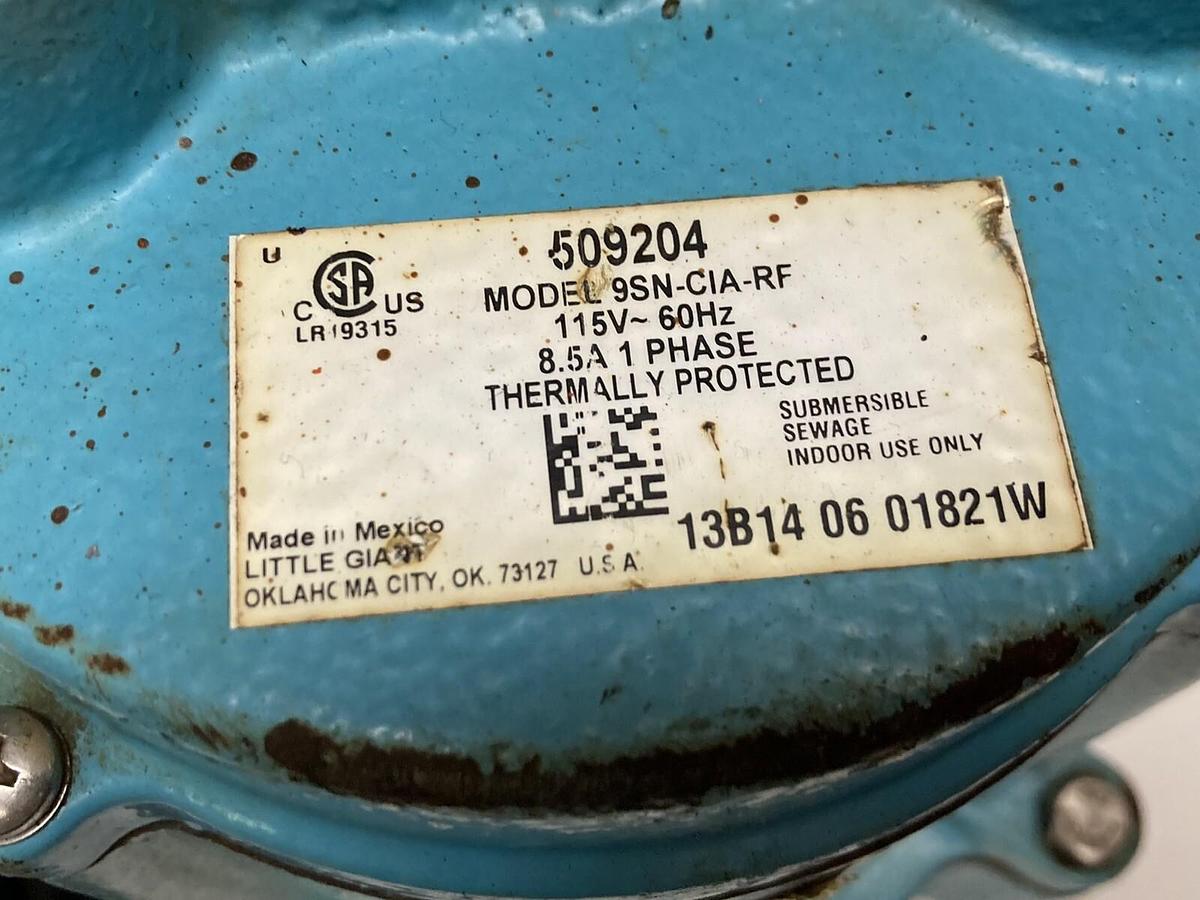 U
509204
C SA US
LR19315
MODEL 9SN-CIA-RF
115V~ 60Hz
8.5A 1 PHASE
THERMALLY PROTECTED
SUBMERSIBLE
SEWAGE
INDOOR USE ONLY
13B14 06 01821W
Made in Mexico
LITTLE GIANT
OKLAHOMA CITY, OK. 73127 U.S.A.